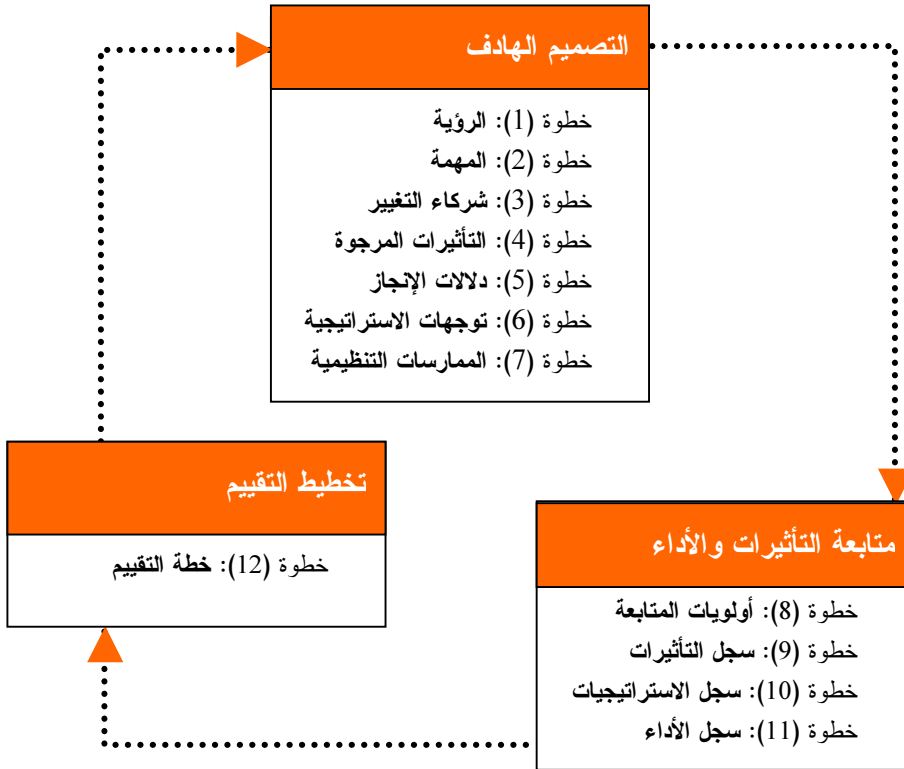 التصميم الهادف
خطوة (1): الرؤية
خطوة (2): المهمة
خطوة (3): شركاء التغيير
خطوة (4): التأثيرات المرجوة
خطوة (5): دلالات الإنجاز
خطوة (6): توجهات الاستراتيجية
خطوة (7): الممارسات التنظيمية
متابعة التأثيرات والأداء
خطوة (8): أولويات المتابعة
خطوة (9): سجل التأثيرات
خطوة (10): سجل الاستراتيجيات
خطوة (11): سجل الأداء
تخطيط التقييم
خطوة (12): خطة التقييم